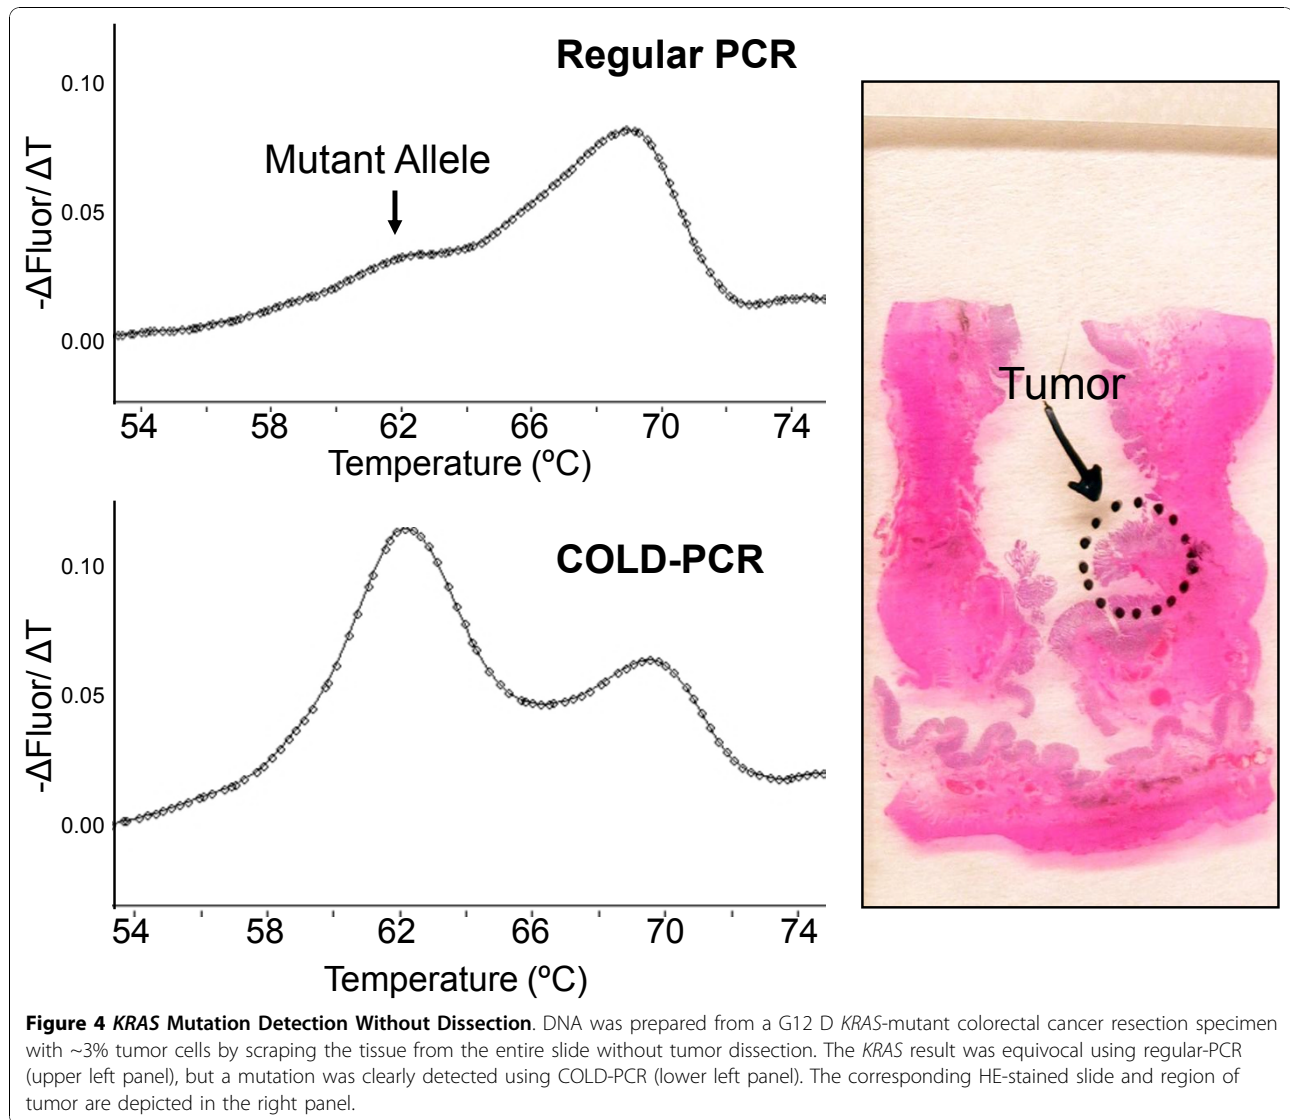 Regular PCR
0.10
0.05
0.00
-ΔFluor/ ΔT
Mutant Allele
54 58 62 66 70 74
Temperature (ºC)
COLD-PCR
0.10
0.05
0.00
-ΔFluor/ ΔT
54 58 62 66 70 74
Temperature (ºC)
Tumor
Figure 4 KRAS Mutation Detection Without Dissection. DNA was prepared from a G12 D KRAS-mutant colorectal cancer resection specimen
with ~3% tumor cells by scraping the tissue from the entire slide without tumor dissection. The KRAS result was equivocal using regular-PCR
(upper left panel), but a mutation was clearly detected using COLD-PCR (lower left panel). The corresponding HE-stained slide and region of
tumor are depicted in the right panel.